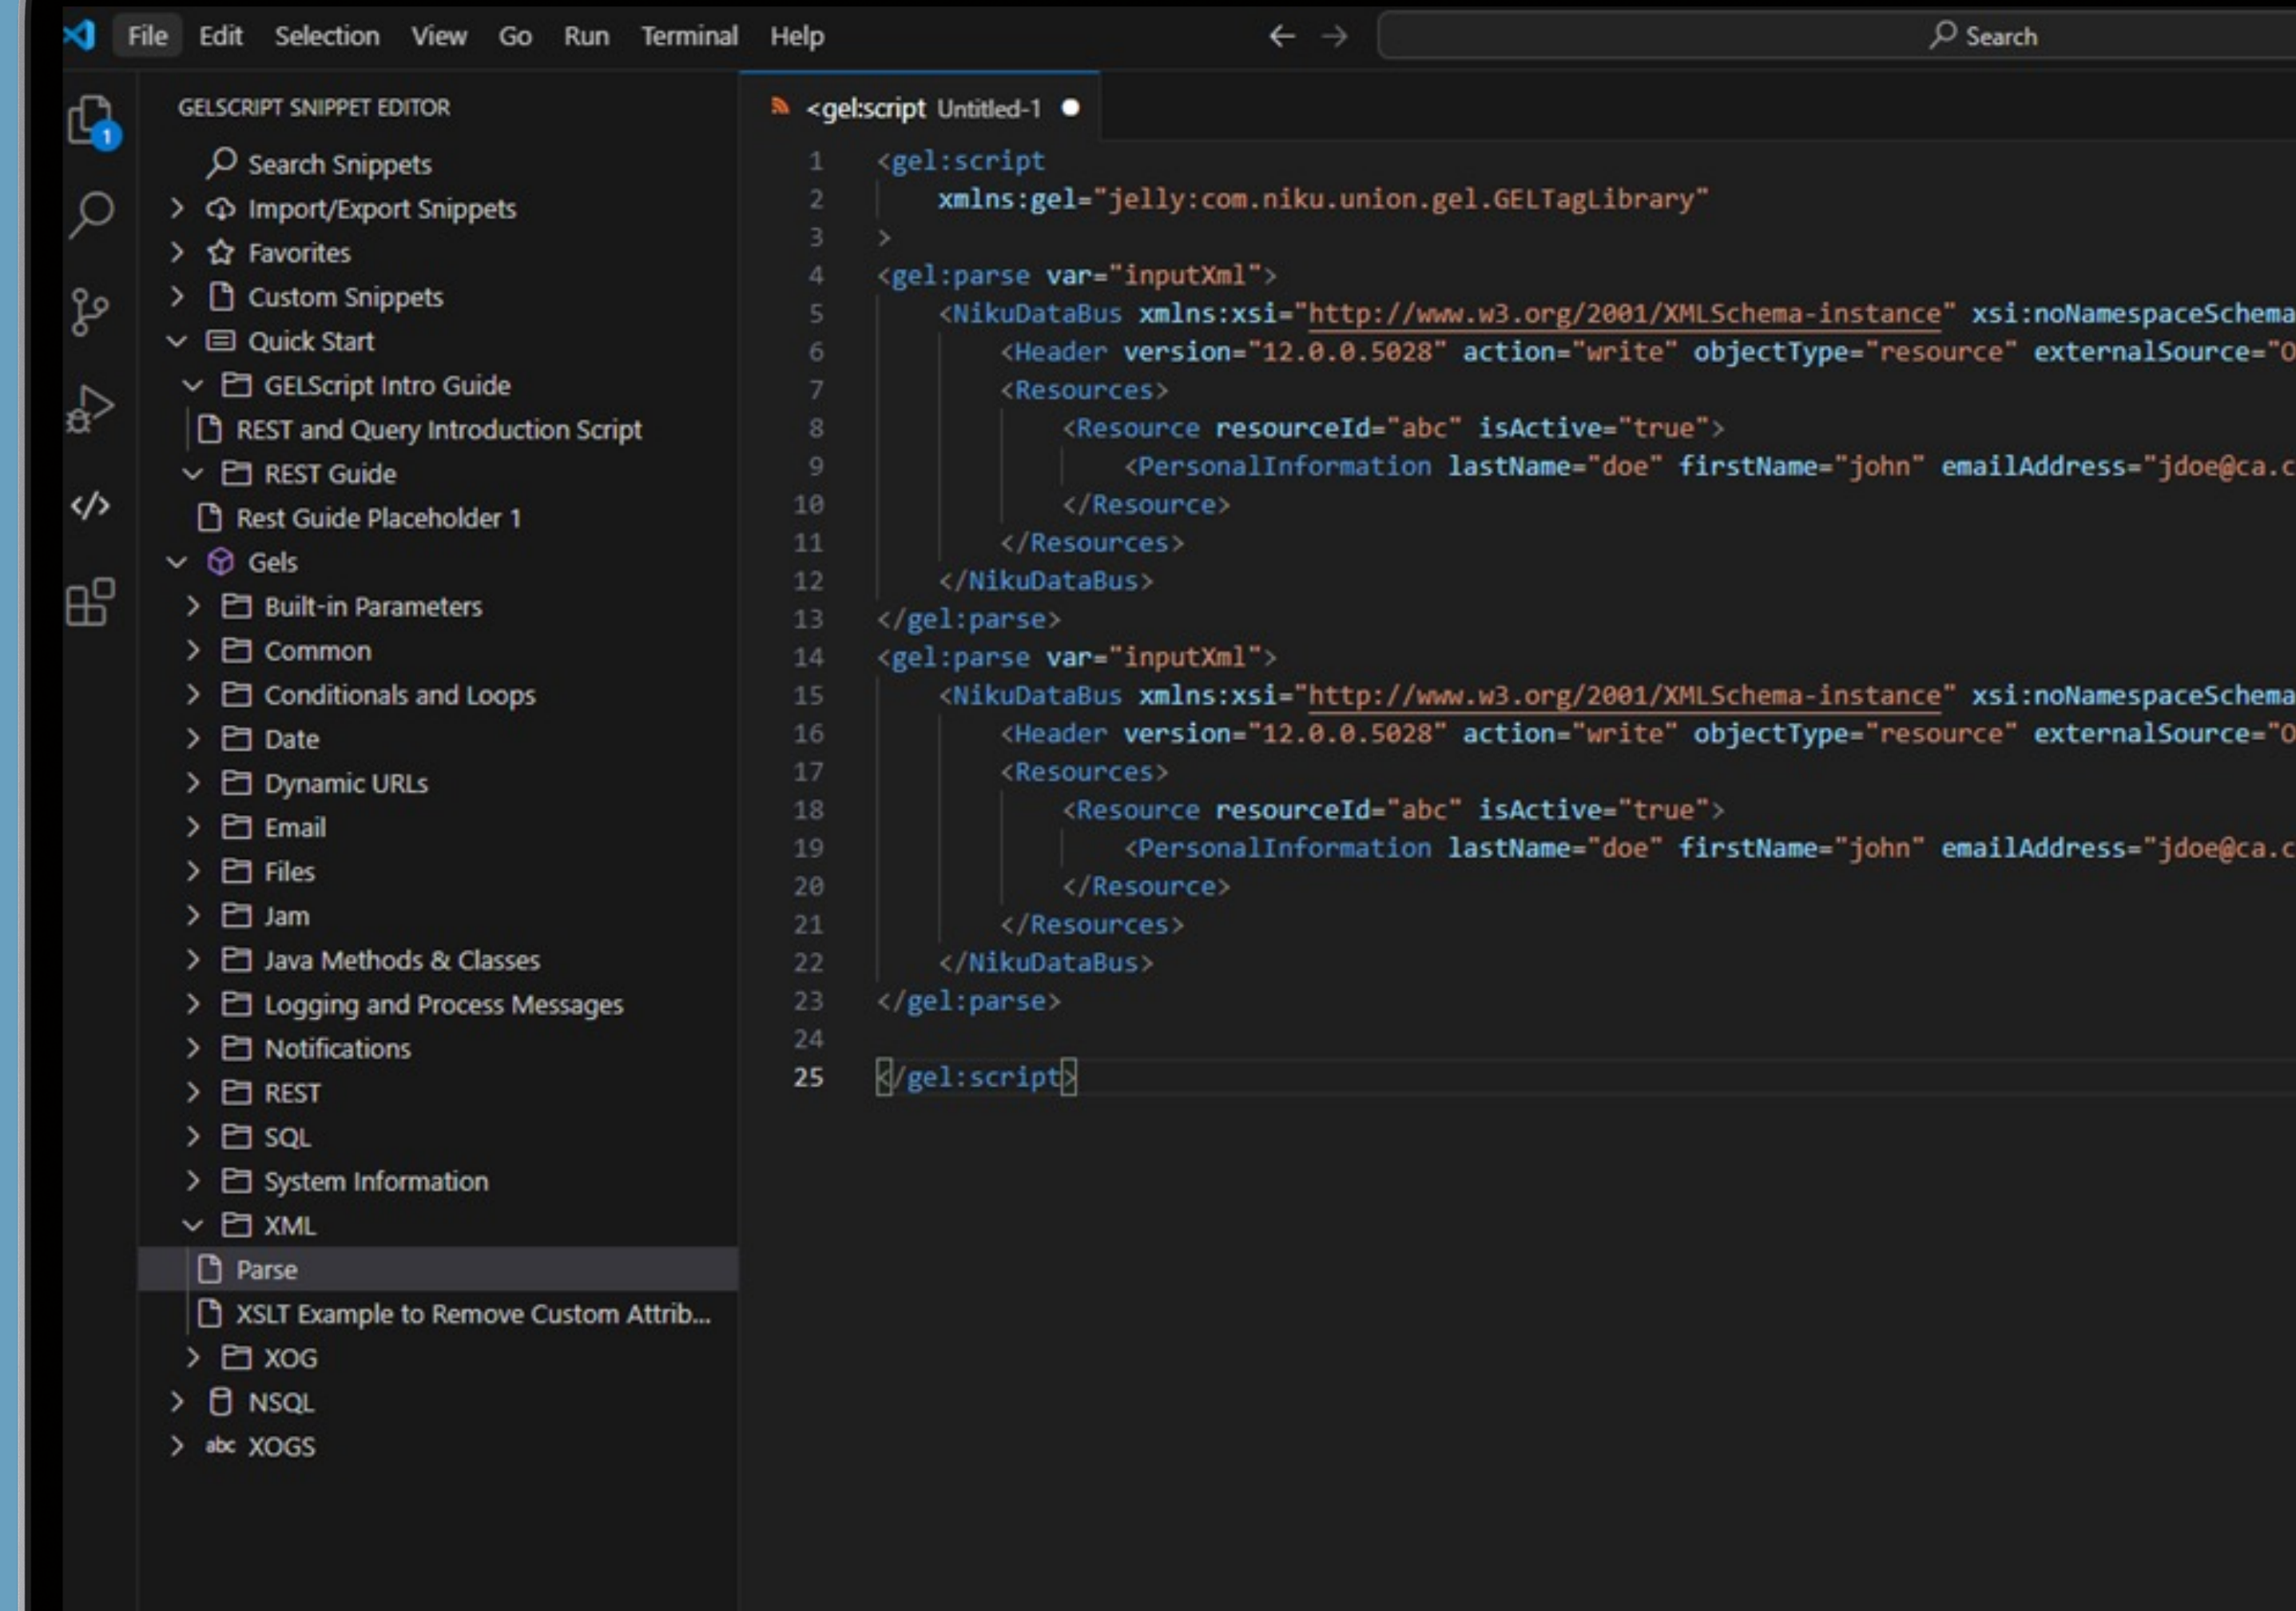 File Edit Selection View Go Run Terminal Help
Search
GELSCRIPT SNIPPET EDITOR
Search Snippets
Import/Export Snippets
Favorites
Custom Snippets
Quick Start
GELScript Intro Guide
REST and Query Introduction Script
REST Guide
Rest Guide Placeholder 1
Gels
Built-in Parameters
Common
Conditionals and Loops
Date
Dynamic URLs
Email
Files
Jam
Java Methods & Classes
Logging and Process Messages
Notifications
REST
SQL
System Information
XML
Parse
XSLT Example to Remove Custom Attrib...
XOG
NSQL
abc XOGS
1
<gel:script Untitled-1
1 <gel:script
2 xmlns:gel="jelly:com.niku.union.gel.GELTagLibrary"
3 >
4 <gel:parse var="inputXml">
5 <NikuDataBus xmlns:xsi="http://www.w3.org/2001/XMLSchema-instance" xsi:noNamespaceSchema
6 <Header version="12.0.0.5028" action="write" objectType="resource" externalSource="O
7 <Resources>
8 <Resource resourceId="abc" isActive="true">
9 <PersonalInformation lastName="doe" firstName="john" emailAddress="jdoe@ca.c
10 </Resource>
11 </Resources>
12 </NikuDataBus>
13 </gel:parse>
14 <gel:parse var="inputXml">
15 <NikuDataBus xmlns:xsi="http://www.w3.org/2001/XMLSchema-instance" xsi:noNamespaceSchema
16 <Header version="12.0.0.5028" action="write" objectType="resource" externalSource="O
17 <Resources>
18 <Resource resourceId="abc" isActive="true">
19 <PersonalInformation lastName="doe" firstName="john" emailAddress="jdoe@ca.c
20 </Resource>
21 </Resources>
22 </NikuDataBus>
23 </gel:parse>
24
25 </gel:script>